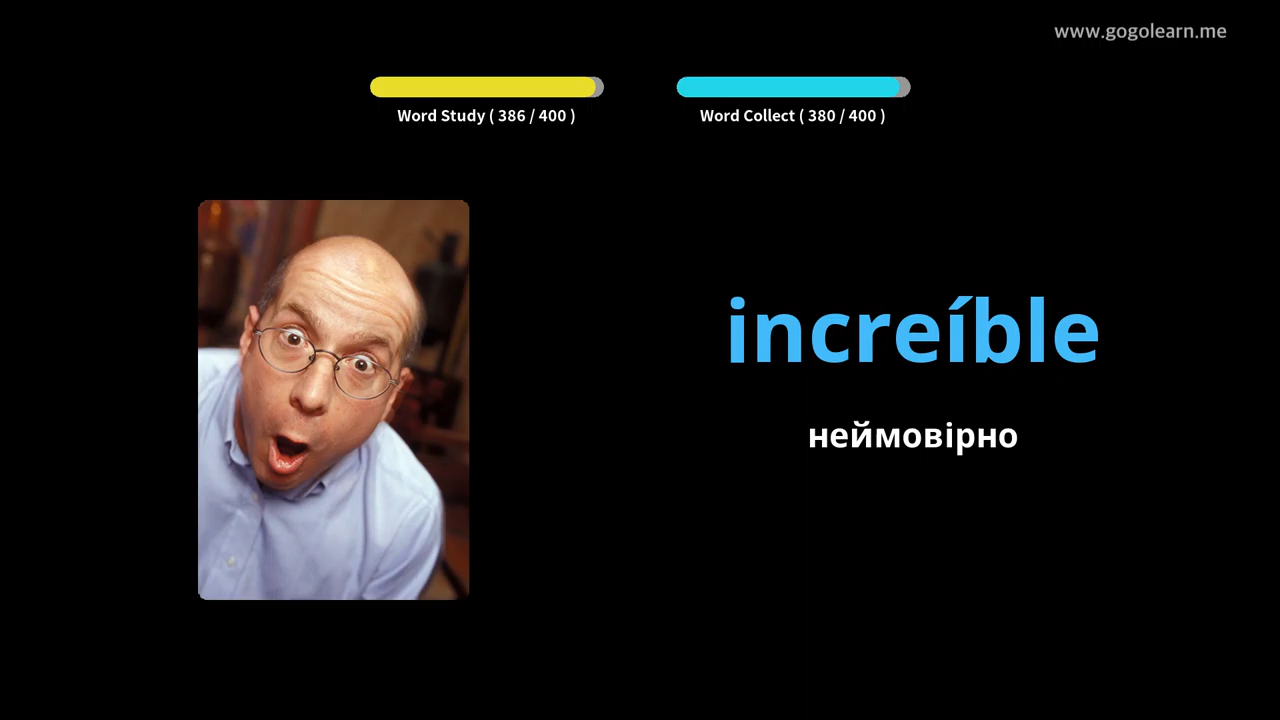 www.gogolearn.me
Word Study ( 386 / 400 )
Word Collect ( 380 / 400 )
increíble
неймовірно